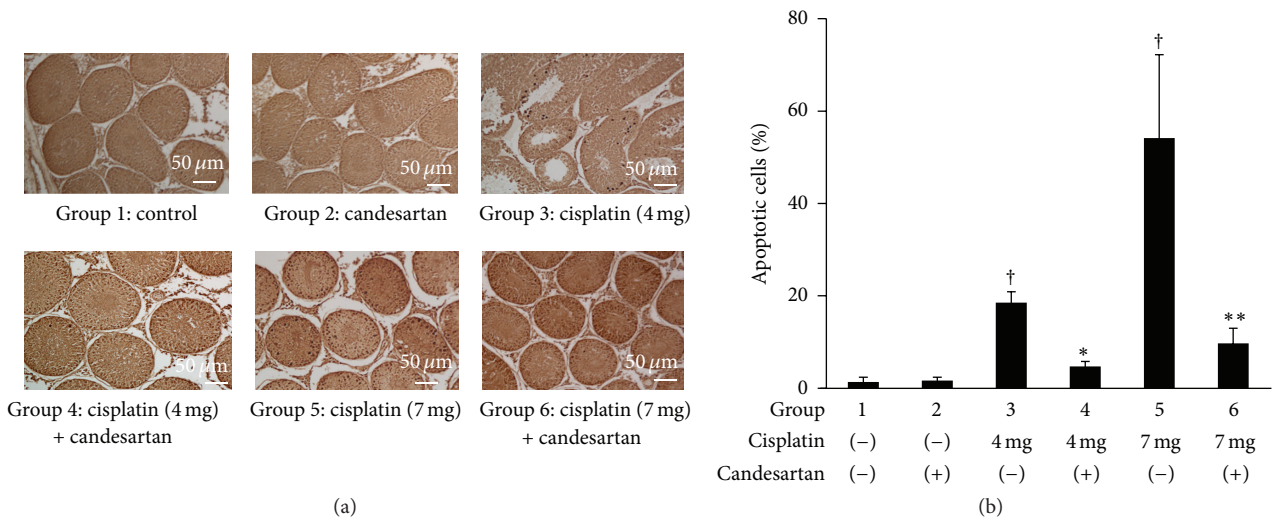 50 μm
50 μm
50 μm
Group 1: control
Group 2: candesartan
Group 3: cisplatin (4 mg)
50 μm
50 μm
50 μm
Group 4: cisplatin (4 mg)
+ candesartan
Group 5: cisplatin (7 mg)
Group 6: cisplatin (7 mg)
+ candesartan
(a)
Apoptotic cells (%)
80
60
40
20
0
†
*
†
**
Group 1 2 3 4 5 6
Cisplatin (−) (−) 4 mg 4 mg 7 mg 7 mg
Candesartan (−) (+) (−) (+) (−) (+)
(b)